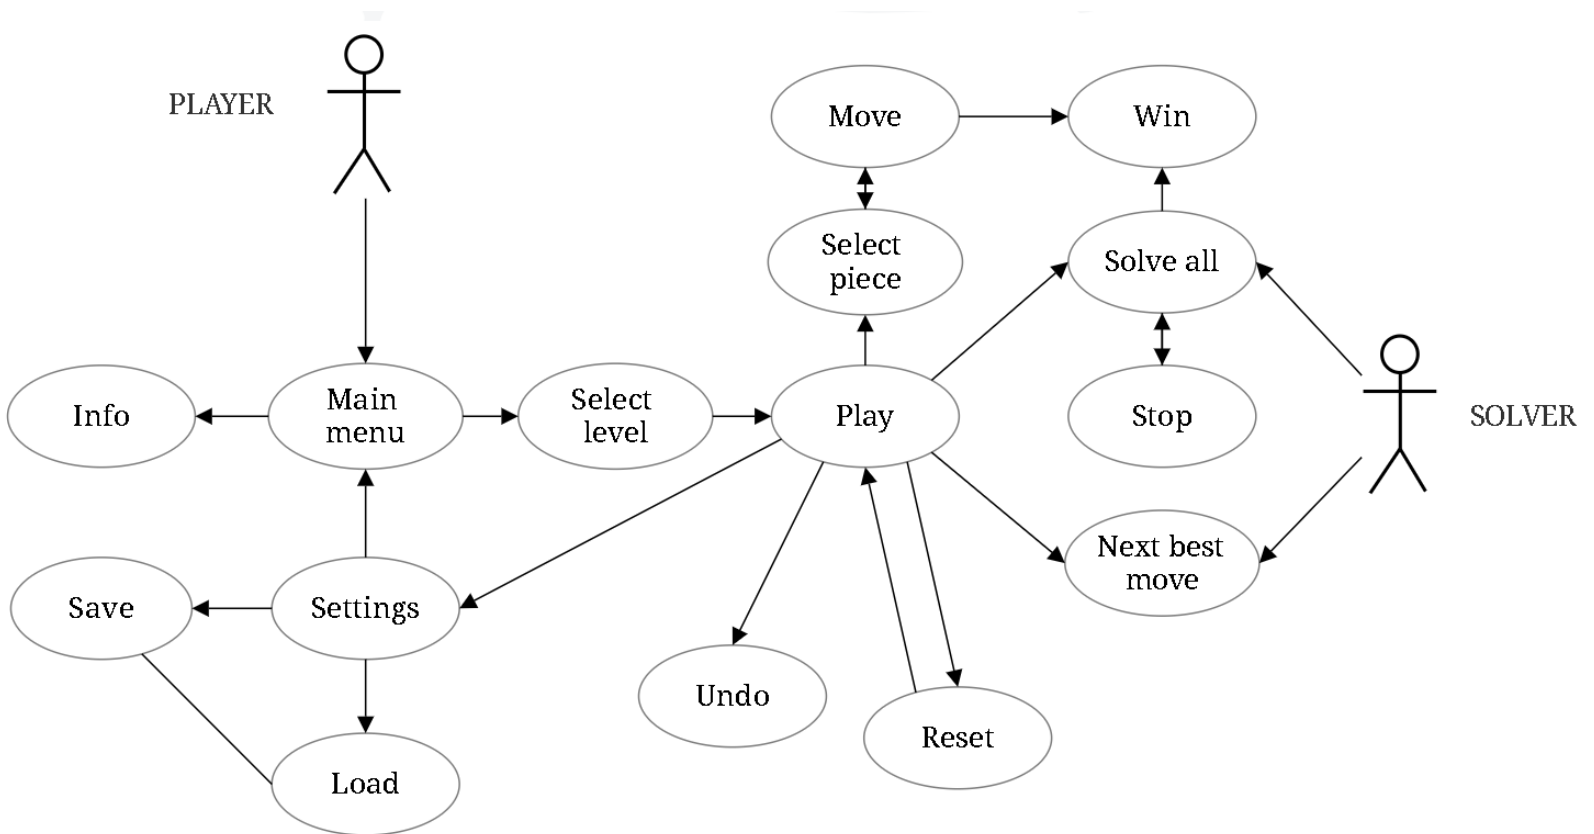 PLAYER
Move
Win
Select
piece
Solve all
Info
Main
menu
Select
level
Play
Stop
SOLVER
Next best
move
Save
Settings
Undo
Reset
Load